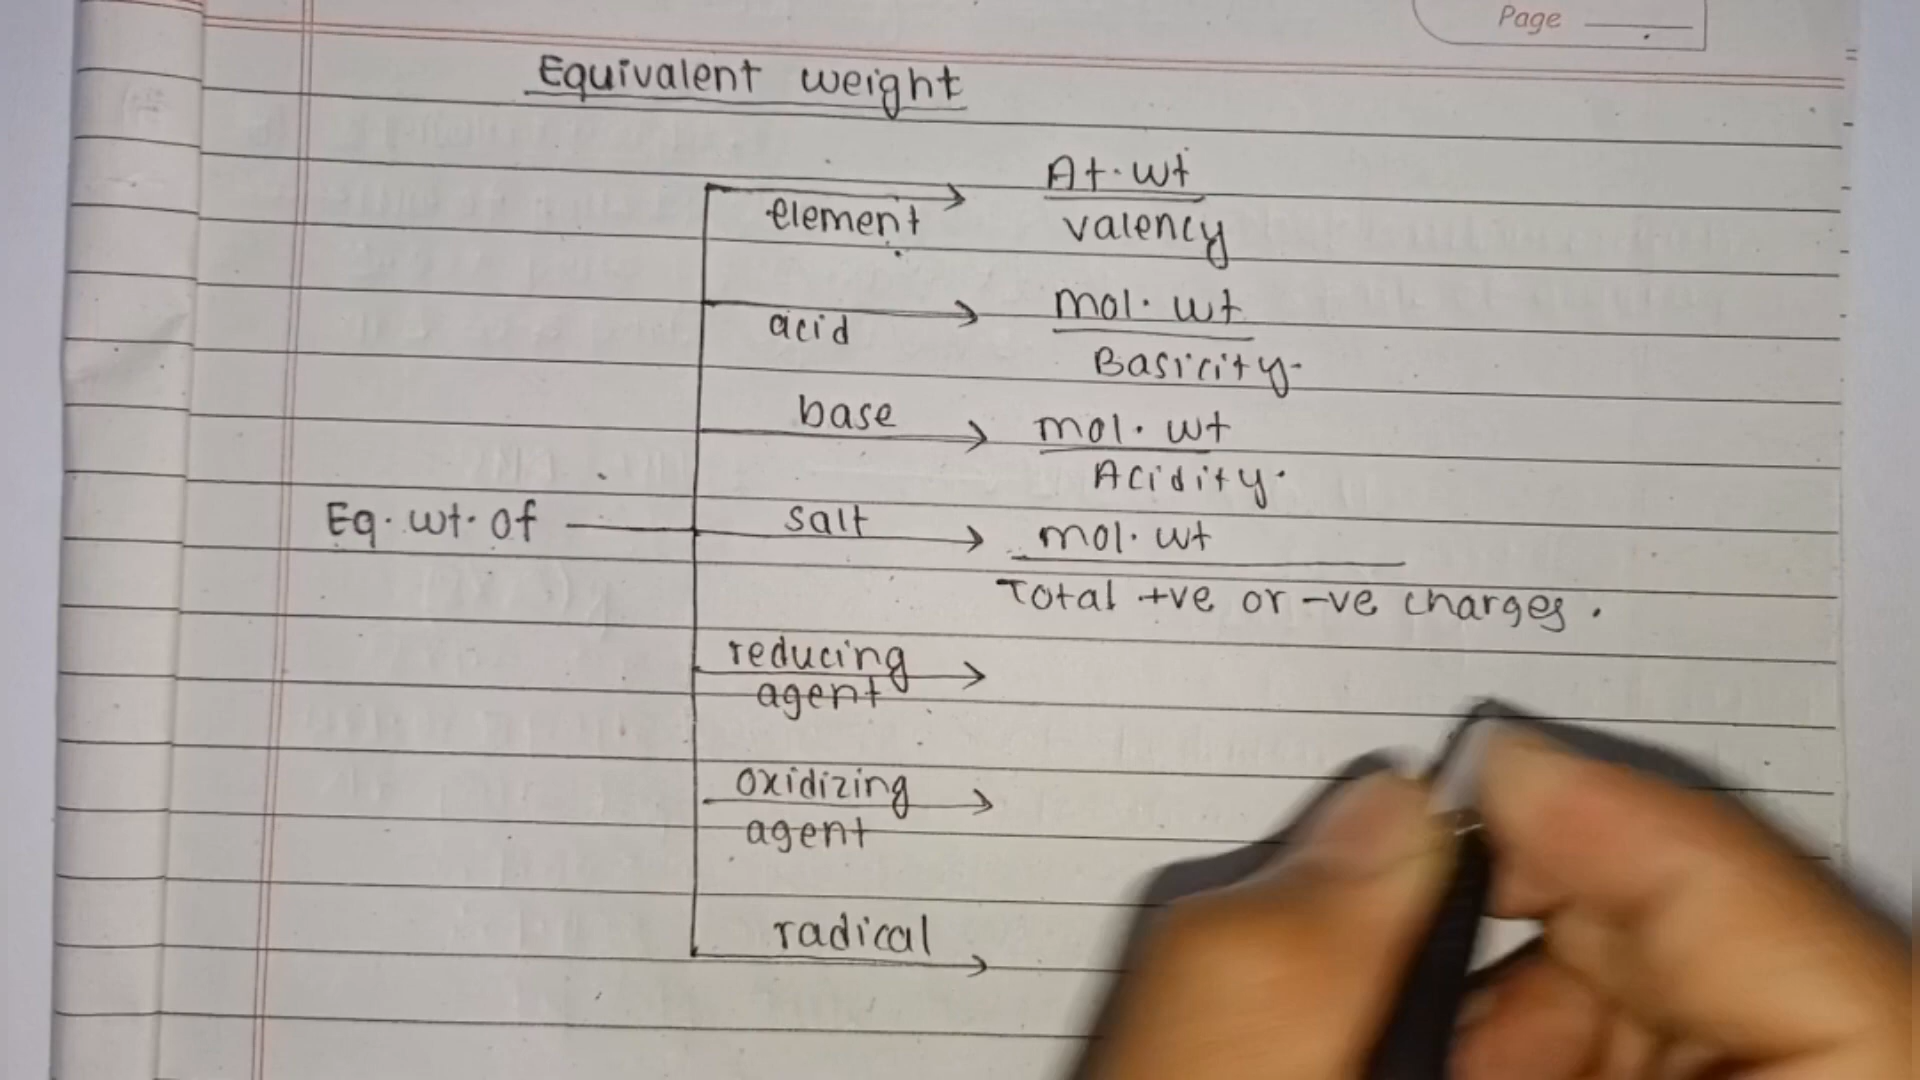 Page
Equivalent weight
At. wt
element
valency
mol. wt
acid
Basicity.
base
mol. wt
Acidity.
Eq. wt. of
salt
mol. wt
Total +ve or -ve charges.
reducing
agent
oxidizing
agent
radical